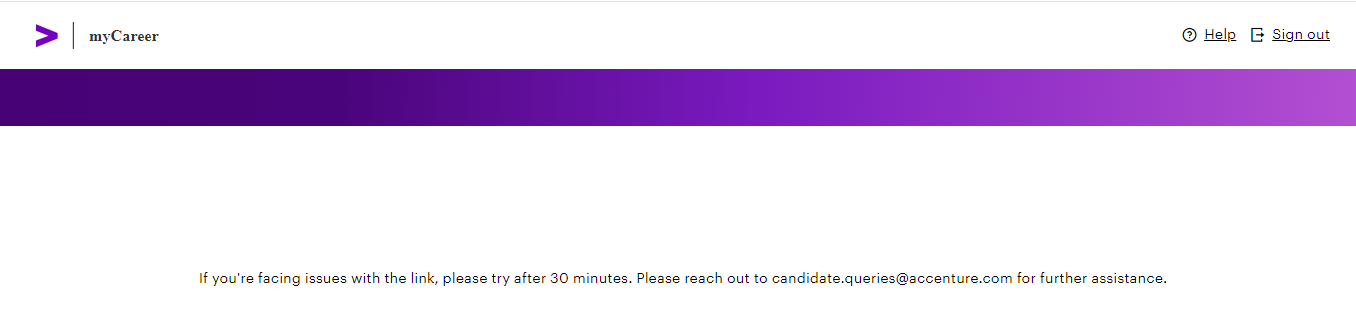 myCareer
Help
Sign out
If you're facing issues with the link, please try after 30 minutes. Please reach out to candidate.queries@accenture.com for further assistance.